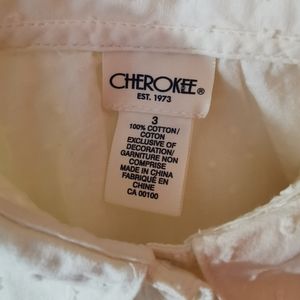 CHEROKEE®
EST. 1973
3
100% COTTON/
COTON
EXCLUSIVE OF
DECORATION/
GARNITURE NON
COMPRISE
MADE IN CHINA
FABRIQUÉ EN
CHINE
CA 00100